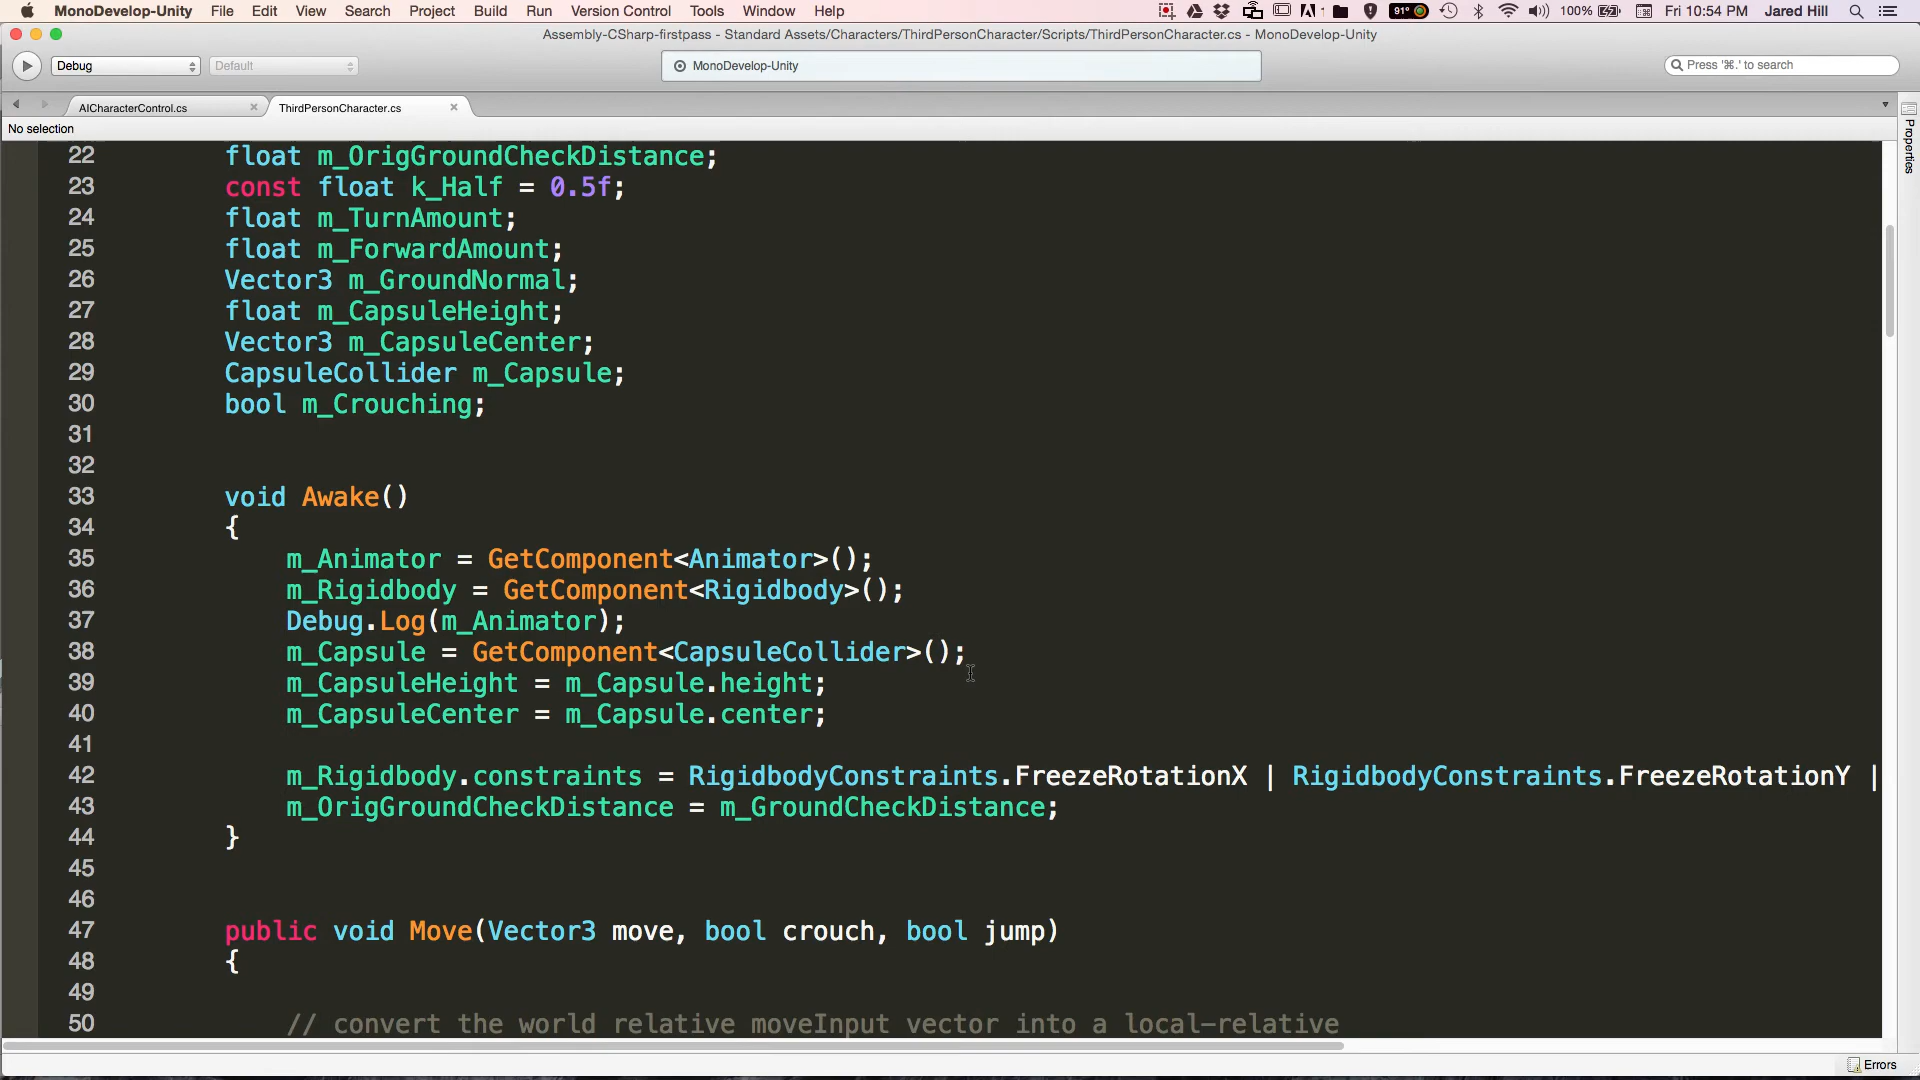 MonoDevelop-Unity File Edit View Search Project Build Run Version Control Tools Window Help 91° 100% Fri 10:54 PM Jared Hill
Assembly-CSharp-firstpass - Standard Assets/Characters/ThirdPersonCharacter/Scripts/ThirdPersonCharacter.cs - MonoDevelop-Unity
Debug Default MonoDevelop-Unity Press '⌘.' to search
AICharacterControl.cs ThirdPersonCharacter.cs
No selection
Properties
22 float m_OrigGroundCheckDistance;
23 const float k_Half = 0.5f;
24 float m_TurnAmount;
25 float m_ForwardAmount;
26 Vector3 m_GroundNormal;
27 float m_CapsuleHeight;
28 Vector3 m_CapsuleCenter;
29 CapsuleCollider m_Capsule;
30 bool m_Crouching;
31
32
33 void Awake()
34 {
35 m_Animator = GetComponent<Animator>();
36 m_Rigidbody = GetComponent<Rigidbody>();
37 Debug.Log(m_Animator);
38 m_Capsule = GetComponent<CapsuleCollider>();
39 m_CapsuleHeight = m_Capsule.height;
40 m_CapsuleCenter = m_Capsule.center;
41
42 m_Rigidbody.constraints = RigidbodyConstraints.FreezeRotationX | RigidbodyConstraints.FreezeRotationY |
43 m_OrigGroundCheckDistance = m_GroundCheckDistance;
44 }
45
46
47 public void Move(Vector3 move, bool crouch, bool jump)
48 {
49
50 // convert the world relative moveInput vector into a local-relative
Errors